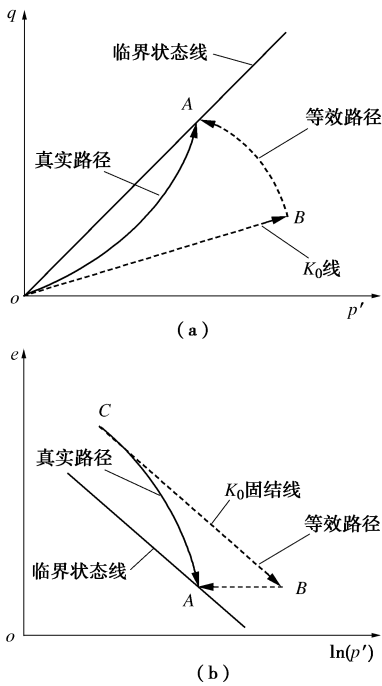 q
临界状态线
A
等效路径
真实路径
B
K₀线
o
p′
(a)
e
C
真实路径
K₀固结线
等效路径
临界状态线
A
B
o
ln(p′)
(b)